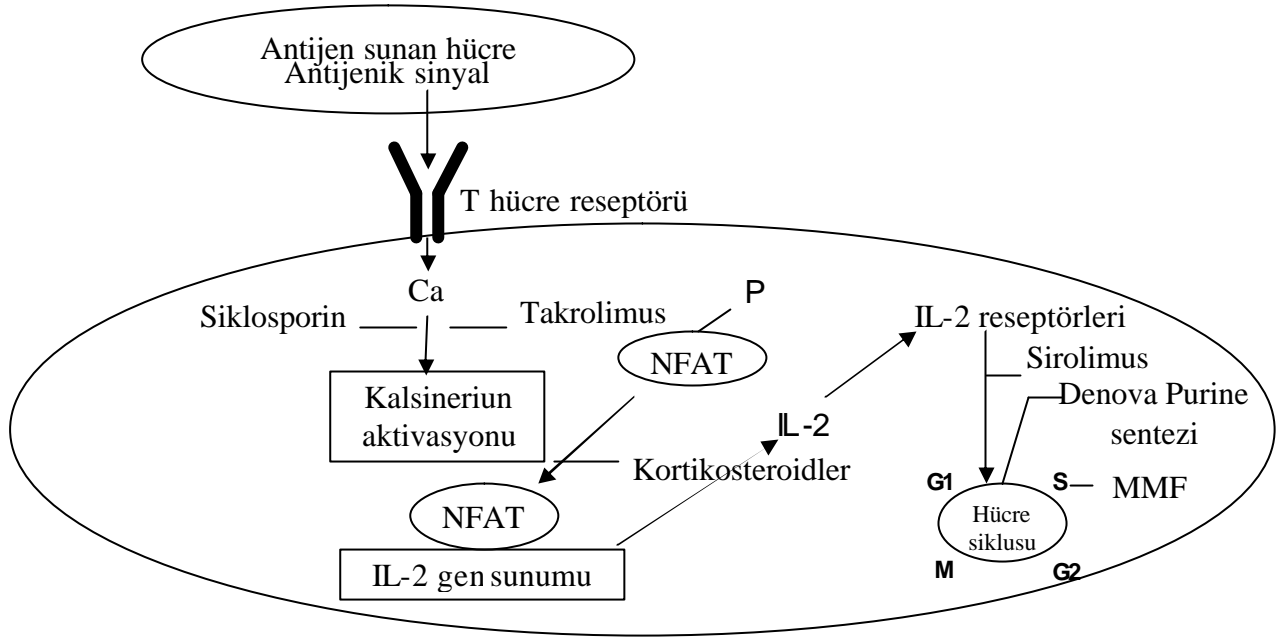 Antijen sunan hücre
Antijenik sinyal
T hücre reseptörü
Ca
Siklosporin
Takrolimus
P
NFAT
IL-2 reseptörleri
Sirolimus
Denova Purine
sentezi
Kalsineriun
aktivasyonu
IL-2
Kortikosteroidler
G1
S
MMF
Hücre
siklusu
M
G2
NFAT
IL-2 gen sunumu